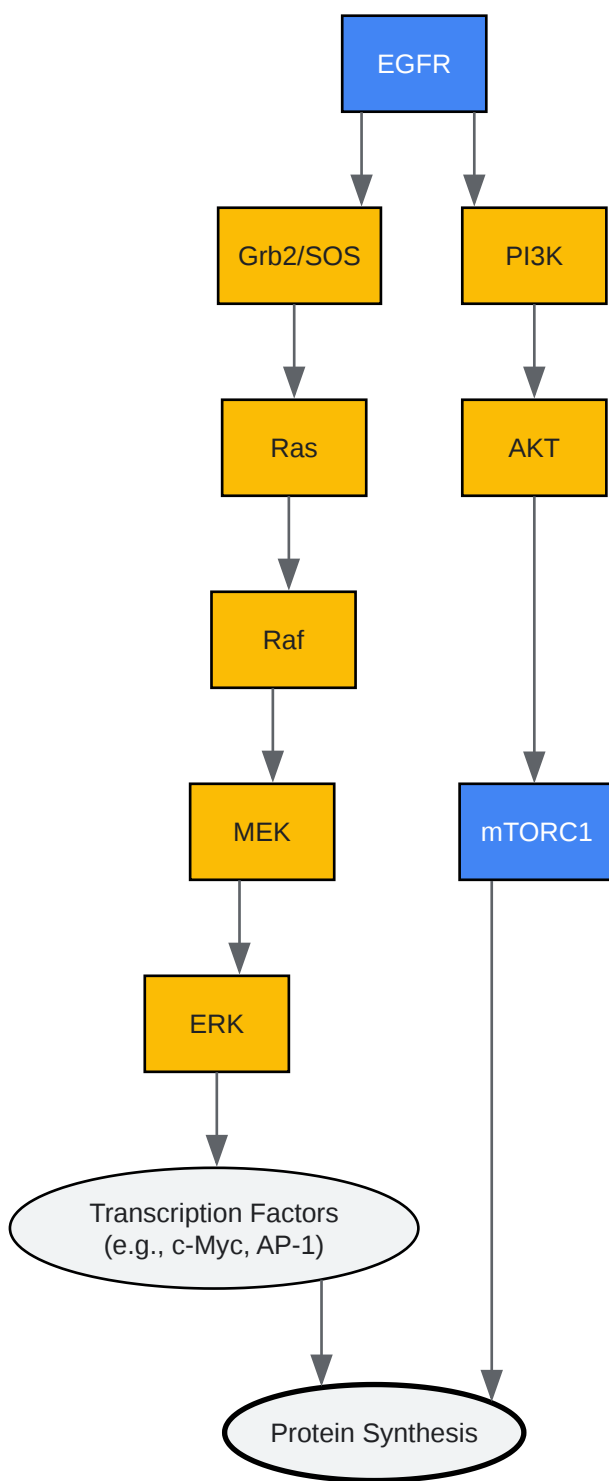 EGFR
Grb2/SOS
PI3K
Ras
AKT
Raf
MEK
mTORC1
ERK
Transcription Factors
(e.g., c-Myc, AP-1)
Protein Synthesis